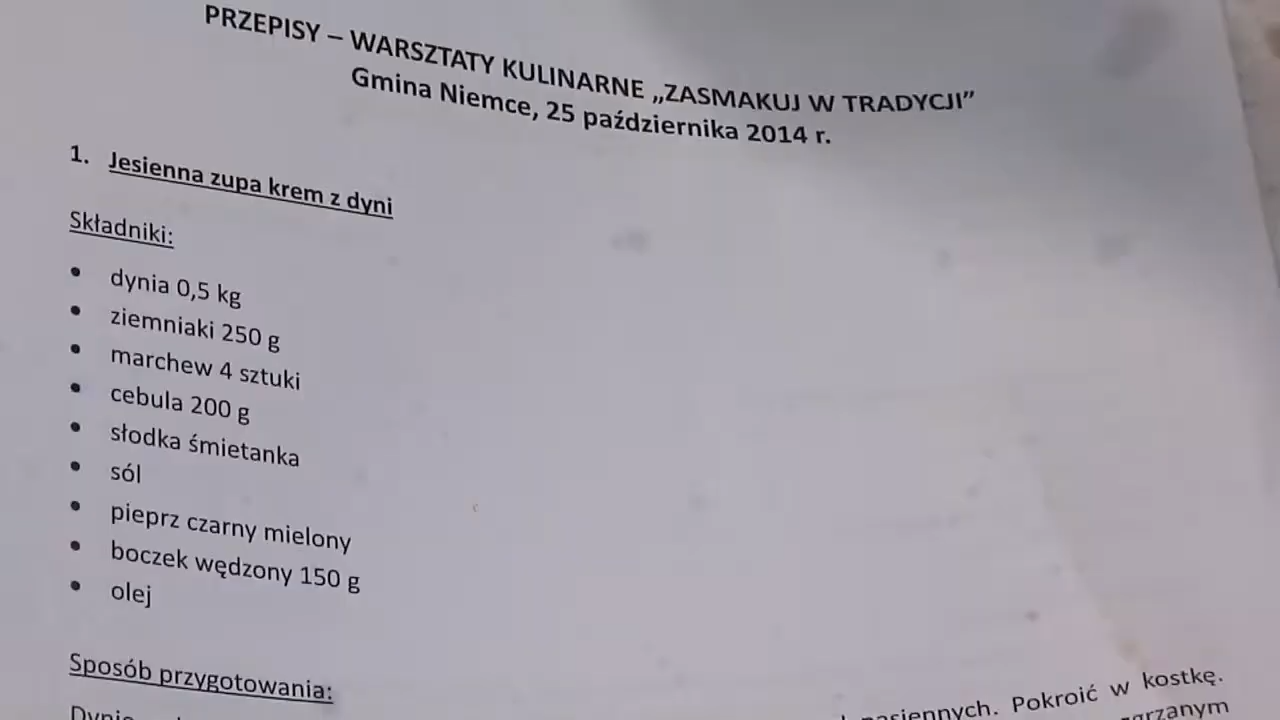 PRZEPISY – WARSZTATY KULINARNE „ZASMAKUJ W TRADYCJI”
Gmina Niemce, 25 października 2014 r.
1. Jesienna zupa krem z dyni
Składniki:
• dynia 0,5 kg
• ziemniaki 250 g
• marchew 4 sztuki
• cebula 200 g
• słodka śmietanka
• sól
• pieprz czarny mielony
• boczek wędzony 150 g
• olej
Sposób przygotowania:
nasiennych. Pokroić w kostkę.